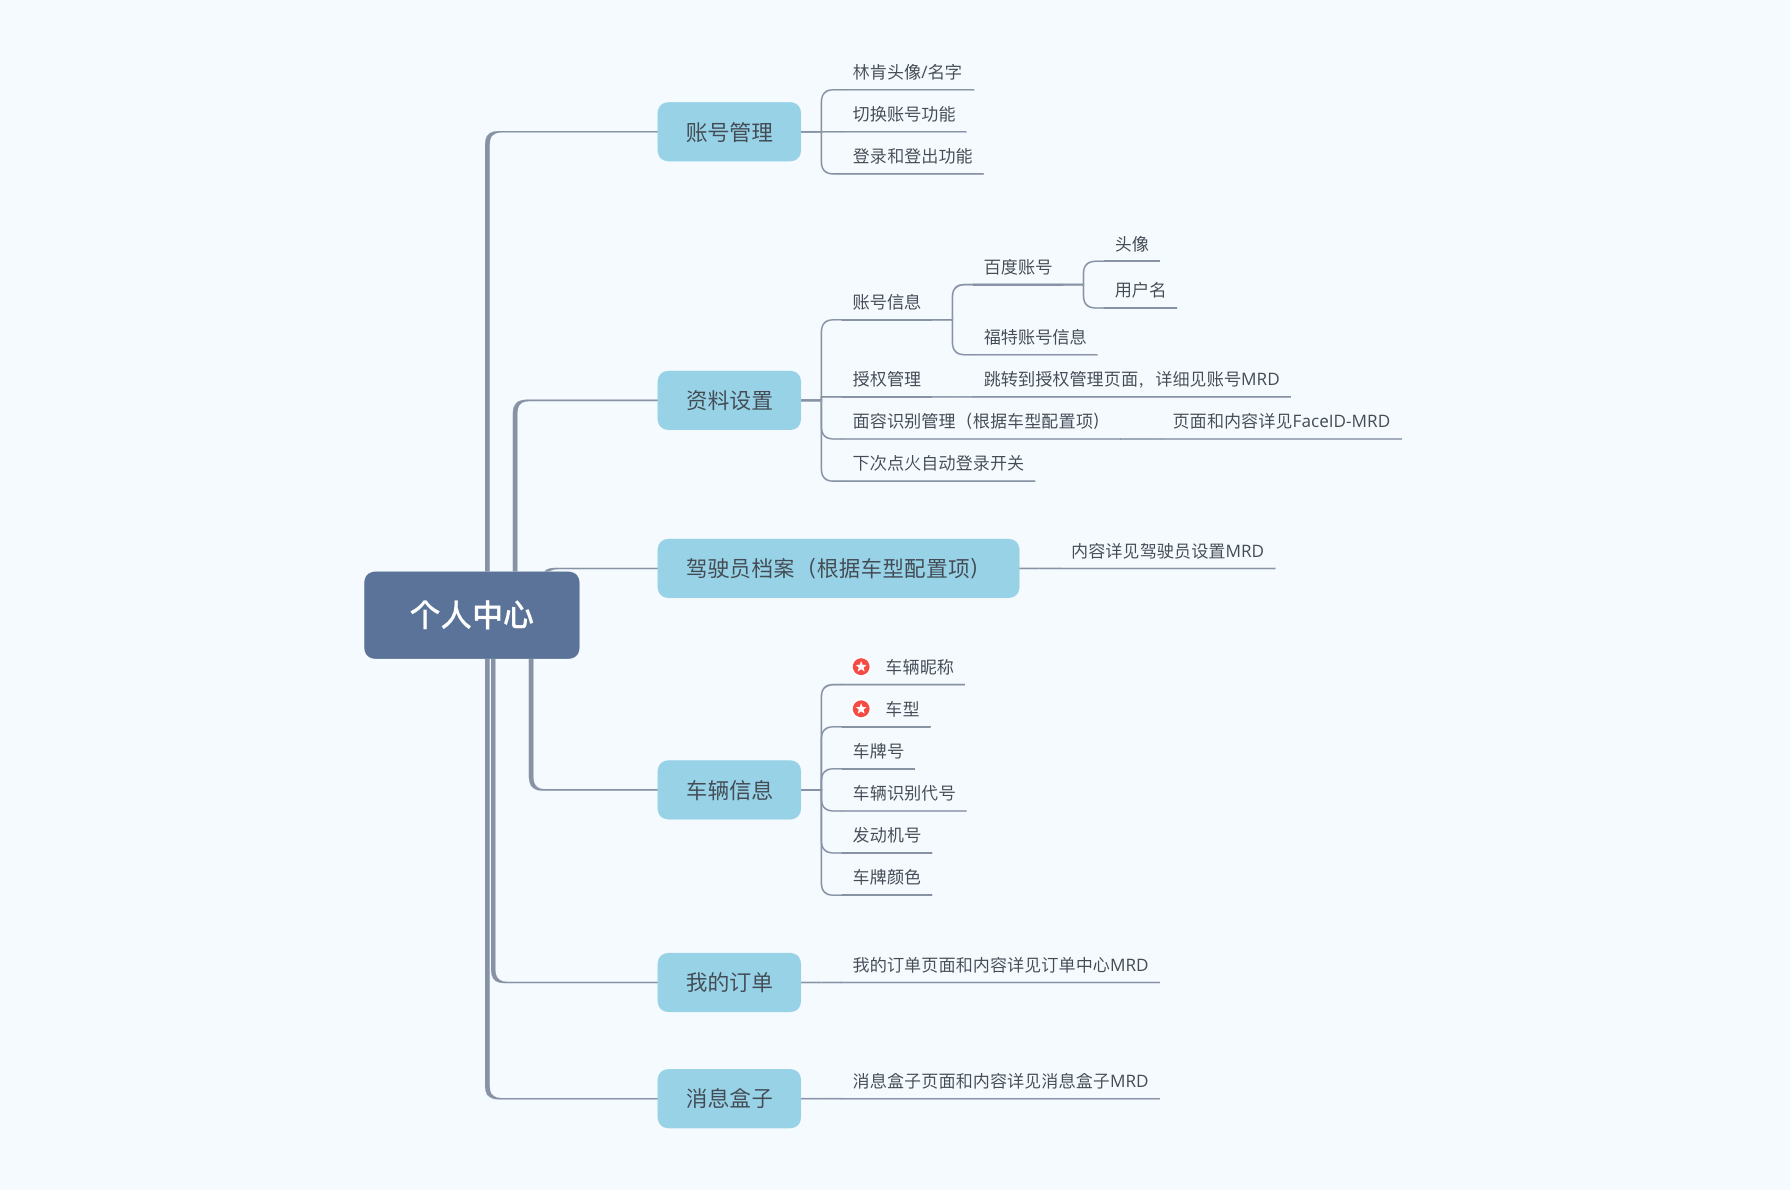 个人中心
账号管理
林肯头像/名字
切换账号功能
登录和登出功能
资料设置
账号信息
百度账号
头像
用户名
福特账号信息
授权管理
跳转到授权管理页面，详细见账号MRD
面容识别管理（根据车型配置项）
页面和内容详见FaceID-MRD
下次点火自动登录开关
驾驶员档案（根据车型配置项）
内容详见驾驶员设置MRD
车辆信息
车辆昵称
车型
车牌号
车辆识别代号
发动机号
车牌颜色
我的订单
我的订单页面和内容详见订单中心MRD
消息盒子
消息盒子页面和内容详见消息盒子MRD